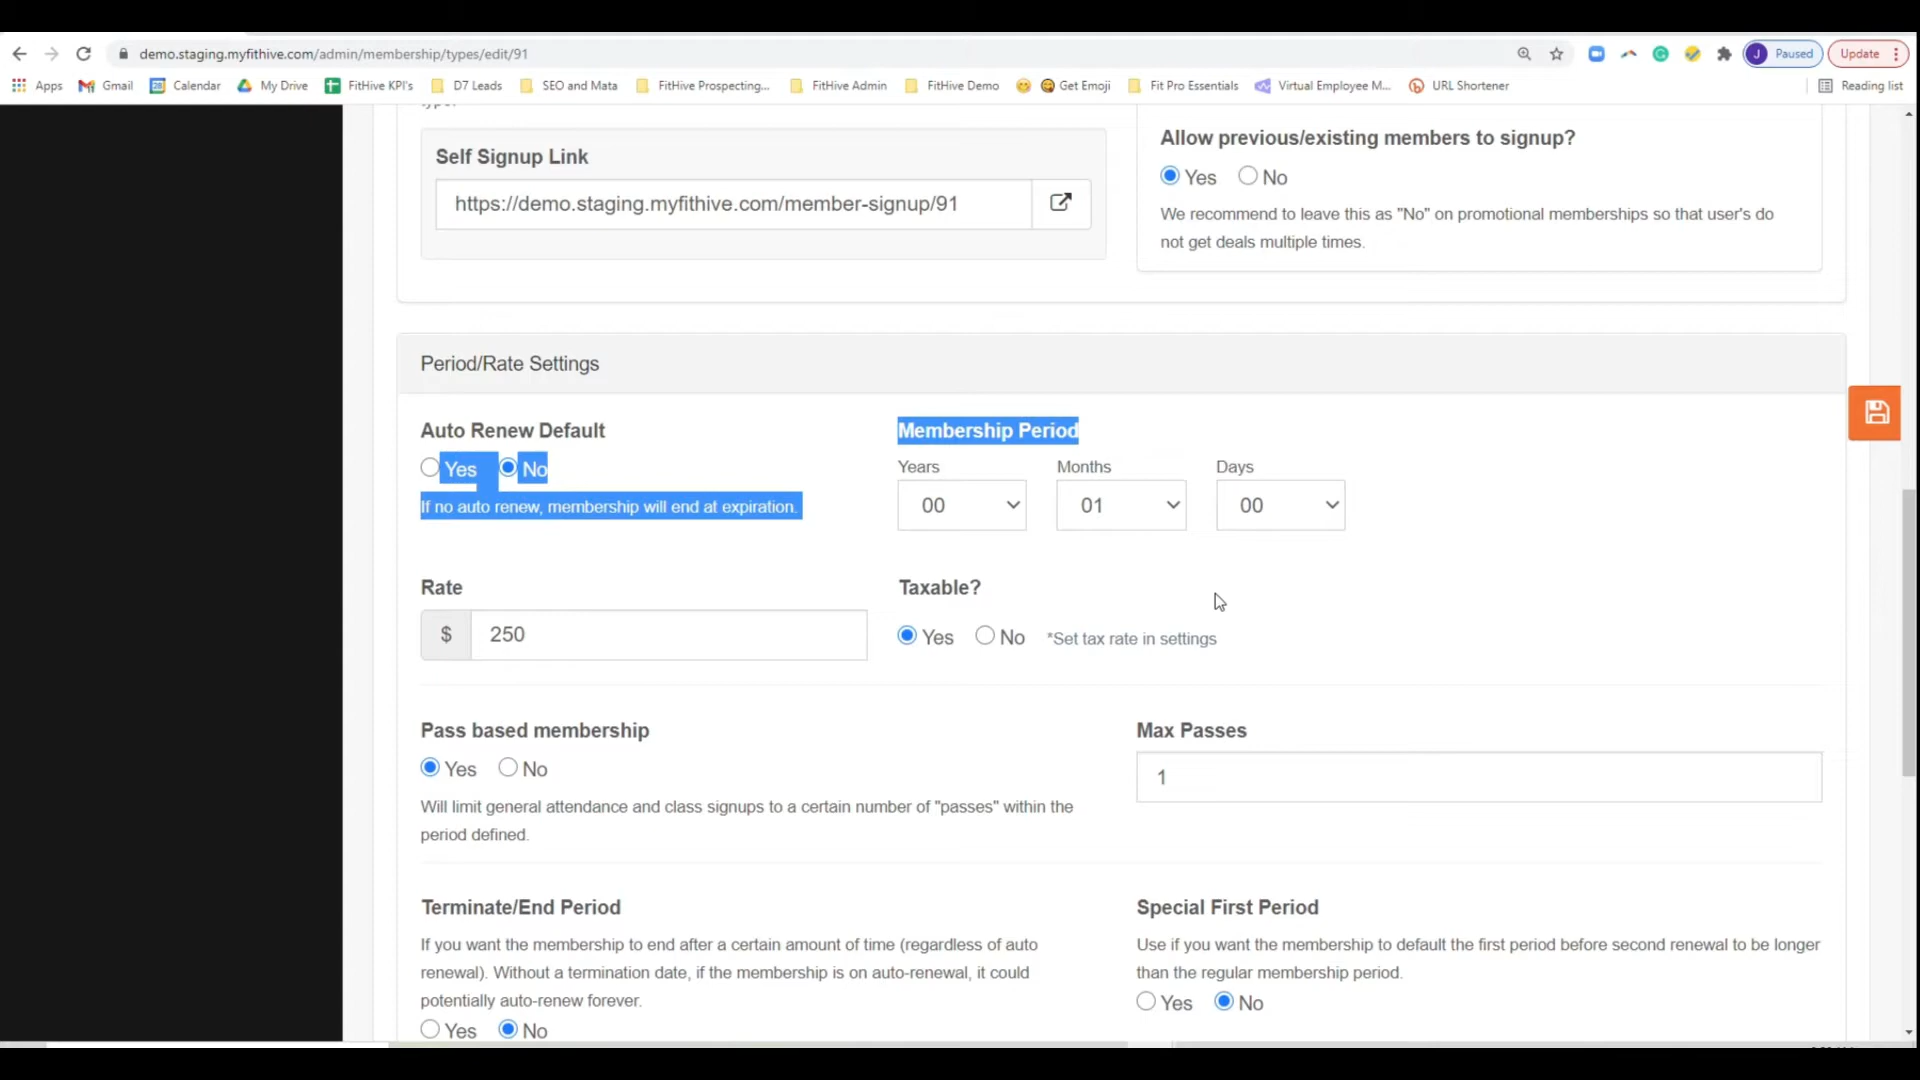 demo.staging.myfithive.com/admin/membership/types/edit/91
J Paused
Update
Apps
Gmail
28 Calendar
My Drive
FitHive KPI's
D7 Leads
SEO and Mata
FitHive Prospecting...
FitHive Admin
FitHive Demo
Get Emoji
Fit Pro Essentials
Virtual Employee M...
URL Shortener
Reading list
Self Signup Link
https://demo.staging.myfithive.com/member-signup/91
Allow previous/existing members to signup?
Yes No
We recommend to leave this as "No" on promotional memberships so that user's do
not get deals multiple times.
Period/Rate Settings
Auto Renew Default
Yes No
If no auto renew, membership will end at expiration.
Membership Period
Years Months Days
00 01 00
Rate
$ 250
Taxable?
Yes No *Set tax rate in settings
Pass based membership
Yes No
Will limit general attendance and class signups to a certain number of "passes" within the
period defined.
Max Passes
1
Terminate/End Period
If you want the membership to end after a certain amount of time (regardless of auto
renewal). Without a termination date, if the membership is on auto-renewal, it could
potentially auto-renew forever.
Yes No
Special First Period
Use if you want the membership to default the first period before second renewal to be longer
than the regular membership period.
Yes No